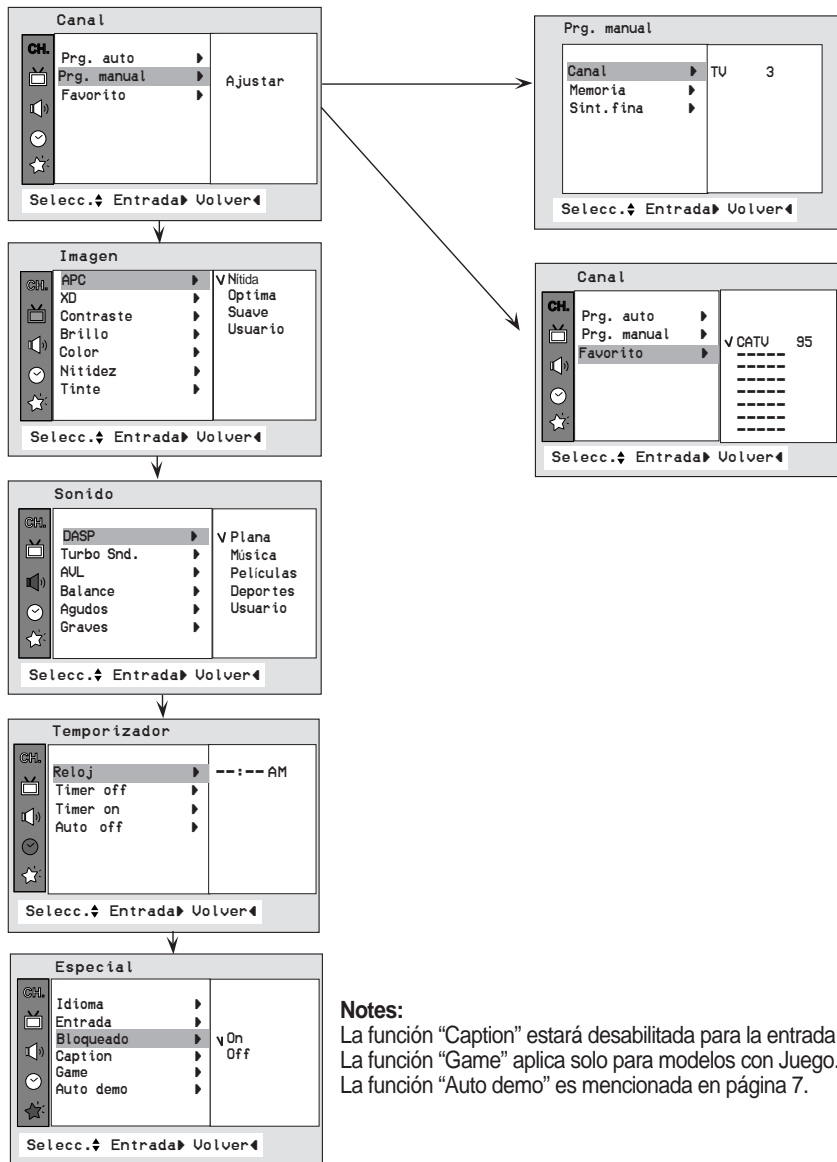 Canal
CH.
Prg. auto
Prg. manual
Favorito
Ajustar
Selecc. Entrada Volver
Prg. manual
Canal
Memoria
Sint.fina
TV 3
Selecc. Entrada Volver
Imagen
CH.
APC
XD
Contraste
Brillo
Color
Nitidez
Tinte
√ Nítida
Optima
Suave
Usuario
Selecc. Entrada Volver
Canal
CH.
Prg. auto
Prg. manual
Favorito
√ CATV 95
-----
-----
-----
-----
-----
-----
-----
Selecc. Entrada Volver
Sonido
CH.
DASP
Turbo Snd.
AVL
Balance
Agudos
Graves
√ Plana
Música
Películas
Deportes
Usuario
Selecc. Entrada Volver
Temporizador
CH.
Reloj
Timer off
Timer on
Auto off
--:-- AM
Selecc. Entrada Volver
Especial
CH.
Idioma
Entrada
Bloqueado
Caption
Game
Auto demo
√ On
Off
Selecc. Entrada Volver
Notes:
La función “Caption” estará desabilitada para la entrada
La función “Game” aplica solo para modelos con Juego.
La función “Auto demo” es mencionada en página 7.